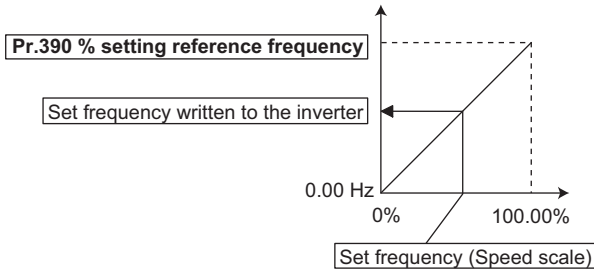 Pr.390 % setting reference frequency
Set frequency written to the inverter
0.00 Hz
0% 100.00%
Set frequency (Speed scale)